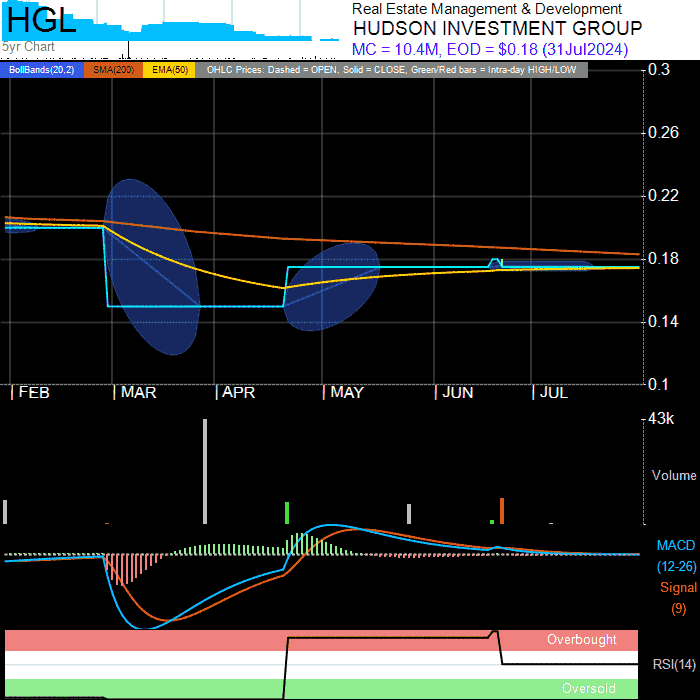 HGL
5yr Chart
Real Estate Management & Development
HUDSON INVESTMENT GROUP
MC = 10.4M, EOD = $0.18 (31Jul2024)
BollBands(20,2) SMA(200) EMA(50) OHLC Prices: Dashed = OPEN, Solid = CLOSE, Green/Red bars = Intra-day HIGH/LOW
0.3
0.26
0.22
0.18
0.14
0.1
FEB MAR APR MAY JUN JUL
43k
Volume
MACD
(12-26)
Signal
(9)
Overbought
RSI(14)
Oversold